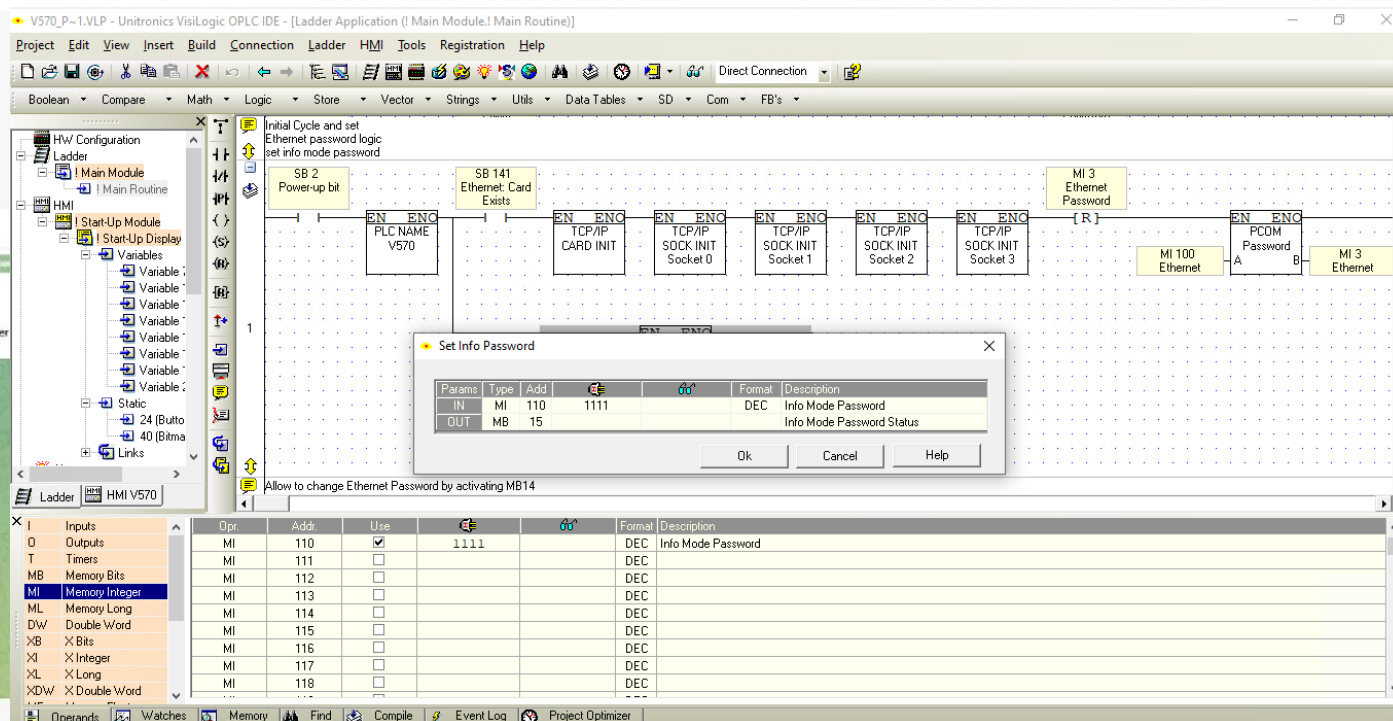 V570_P~1.VLP - Unitronics VisiLogic OPLC IDE - [Ladder Application (! Main Module.! Main Routine)]
Project Edit View Insert Build Connection Ladder HMI Tools Registration Help
Direct Connection
Boolean Compare Math Logic Store Vector Strings Utils Data Tables SD Com FB's
HW Configuration
Ladder
! Main Module
! Main Routine
HMI
! Start-Up Module
! Start-Up Display
Variables
Variable
Variable
Variable
Variable
Variable
Variable
Variable
Variable 2
Static
24 (Butto
40 (Bitma
Links
Ladder HMI V570
Initial Cycle and set
Ethernet password logic
set info mode password
SB 2
Power-up bit
SB 141
Ethernet: Card
Exists
MI 3
Ethernet
Password
EN ENO
PLC NAME
V570
EN ENO
TCP/IP
CARD INIT
EN ENO
TCP/IP
SOCK INIT
Socket 0
EN ENO
TCP/IP
SOCK INIT
Socket 1
EN ENO
TCP/IP
SOCK INIT
Socket 2
EN ENO
TCP/IP
SOCK INIT
Socket 3
R
EN ENO
PCOM
Password
A B
MI 100
Ethernet
MI 3
Ethernet
1
EN ENO
Set Info Password
Params Type Add Format Description
IN MI 110 1111 DEC Info Mode Password
OUT MB 15 Info Mode Password Status
Ok Cancel Help
Allow to change Ethernet Password by activating MB14
I Inputs
O Outputs
T Timers
MB Memory Bits
MI Memory Integer
ML Memory Long
DW Double Word
XB X Bits
XI X Integer
XL X Long
XDW X Double Word
Opr. Addr. Use Format Description
MI 110 1111 DEC Info Mode Password
MI 111 DEC
MI 112 DEC
MI 113 DEC
MI 114 DEC
MI 115 DEC
MI 116 DEC
MI 117 DEC
MI 118 DEC
Operands Watches Memory Find Compile Event Log Project Optimizer